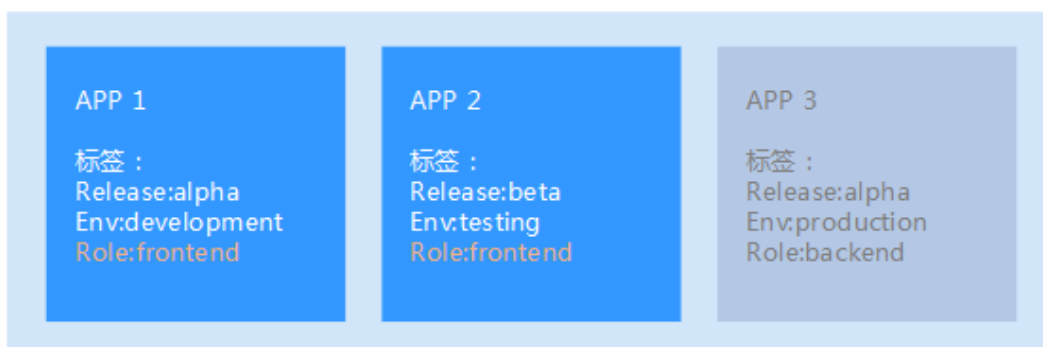 APP 1
标签：
Release:alpha
Env:development
Role:frontend
APP 2
标签：
Release:beta
Env:testing
Role:frontend
APP 3
标签：
Release:alpha
Env:production
Role:backend